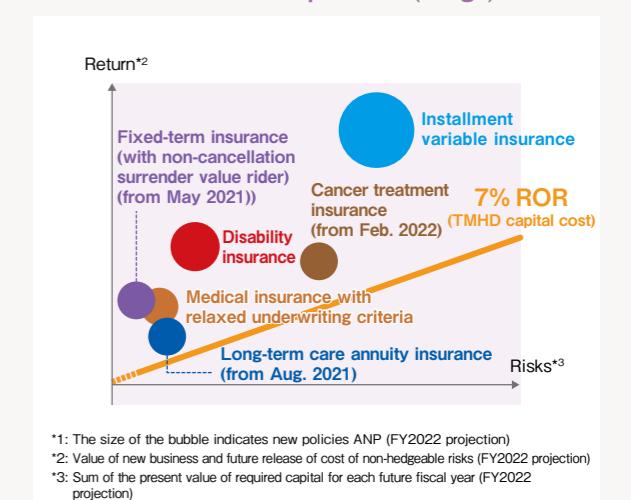 Return*2
Installment
variable insurance
Fixed-term insurance
(with non-cancellation
surrender value rider)
(from May 2021))
Cancer treatment
insurance
(from Feb. 2022)
7% ROR
(TMHD capital cost)
Disability
insurance
Medical insurance with
relaxed underwriting criteria
Long-term care annuity insurance
(from Aug. 2021)
Risks*3
*1: The size of the bubble indicates new policies ANP (FY2022 projection)
*2: Value of new business and future release of cost of non-hedgeable risks (FY2022 projection)
*3: Sum of the present value of required capital for each future fiscal year (FY2022
projection)